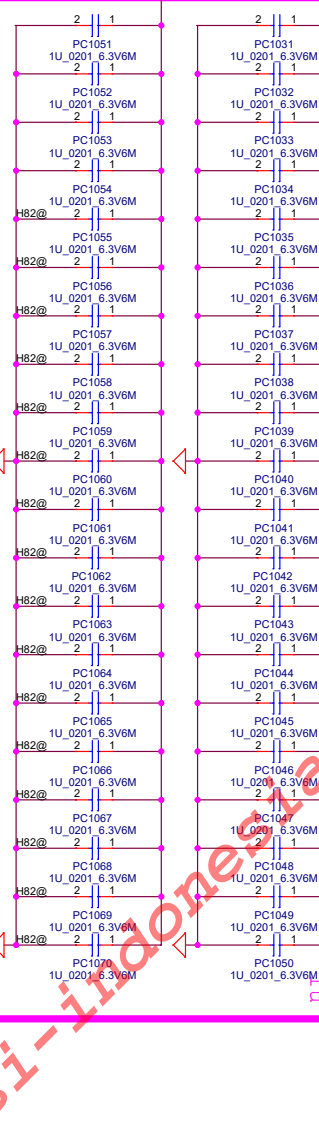 2 1
PC1051
1U_0201_6.3V6M
2 1
PC1052
1U_0201_6.3V6M
2 1
PC1053
1U_0201_6.3V6M
2 1
PC1054
1U_0201_6.3V6M
H82@ 2 1
PC1055
1U_0201_6.3V6M
H82@ 2 1
PC1056
1U_0201_6.3V6M
H82@ 2 1
PC1057
1U_0201_6.3V6M
H82@ 2 1
PC1058
1U_0201_6.3V6M
H82@ 2 1
PC1059
1U_0201_6.3V6M
H82@ 2 1
PC1060
1U_0201_6.3V6M
H82@ 2 1
PC1061
1U_0201_6.3V6M
H82@ 2 1
PC1062
1U_0201_6.3V6M
H82@ 2 1
PC1063
1U_0201_6.3V6M
H82@ 2 1
PC1064
1U_0201_6.3V6M
H82@ 2 1
PC1065
1U_0201_6.3V6M
H82@ 2 1
PC1066
1U_0201_6.3V6M
H82@ 2 1
PC1067
1U_0201_6.3V6M
H82@ 2 1
PC1068
1U_0201_6.3V6M
H82@ 2 1
PC1069
1U_0201_6.3V6M
H82@ 2 1
PC1070
1U_0201_6.3V6M
2 1
PC1031
1U_0201_6.3V6M
2 1
PC1032
1U_0201_6.3V6M
2 1
PC1033
1U_0201_6.3V6M
2 1
PC1034
1U_0201_6.3V6M
2 1
PC1035
1U_0201_6.3V6M
2 1
PC1036
1U_0201_6.3V6M
2 1
PC1037
1U_0201_6.3V6M
2 1
PC1038
1U_0201_6.3V6M
2 1
PC1039
1U_0201_6.3V6M
2 1
PC1040
1U_0201_6.3V6M
2 1
PC1041
1U_0201_6.3V6M
2 1
PC1042
1U_0201_6.3V6M
2 1
PC1043
1U_0201_6.3V6M
2 1
PC1044
1U_0201_6.3V6M
2 1
PC1045
1U_0201_6.3V6M
2 1
PC1046
1U_0201_6.3V6M
2 1
PC1047
1U_0201_6.3V6M
2 1
PC1048
1U_0201_6.3V6M
2 1
PC1049
1U_0201_6.3V6M
2 1
PC1050
1U_0201_6.3V6M
si-indonesia